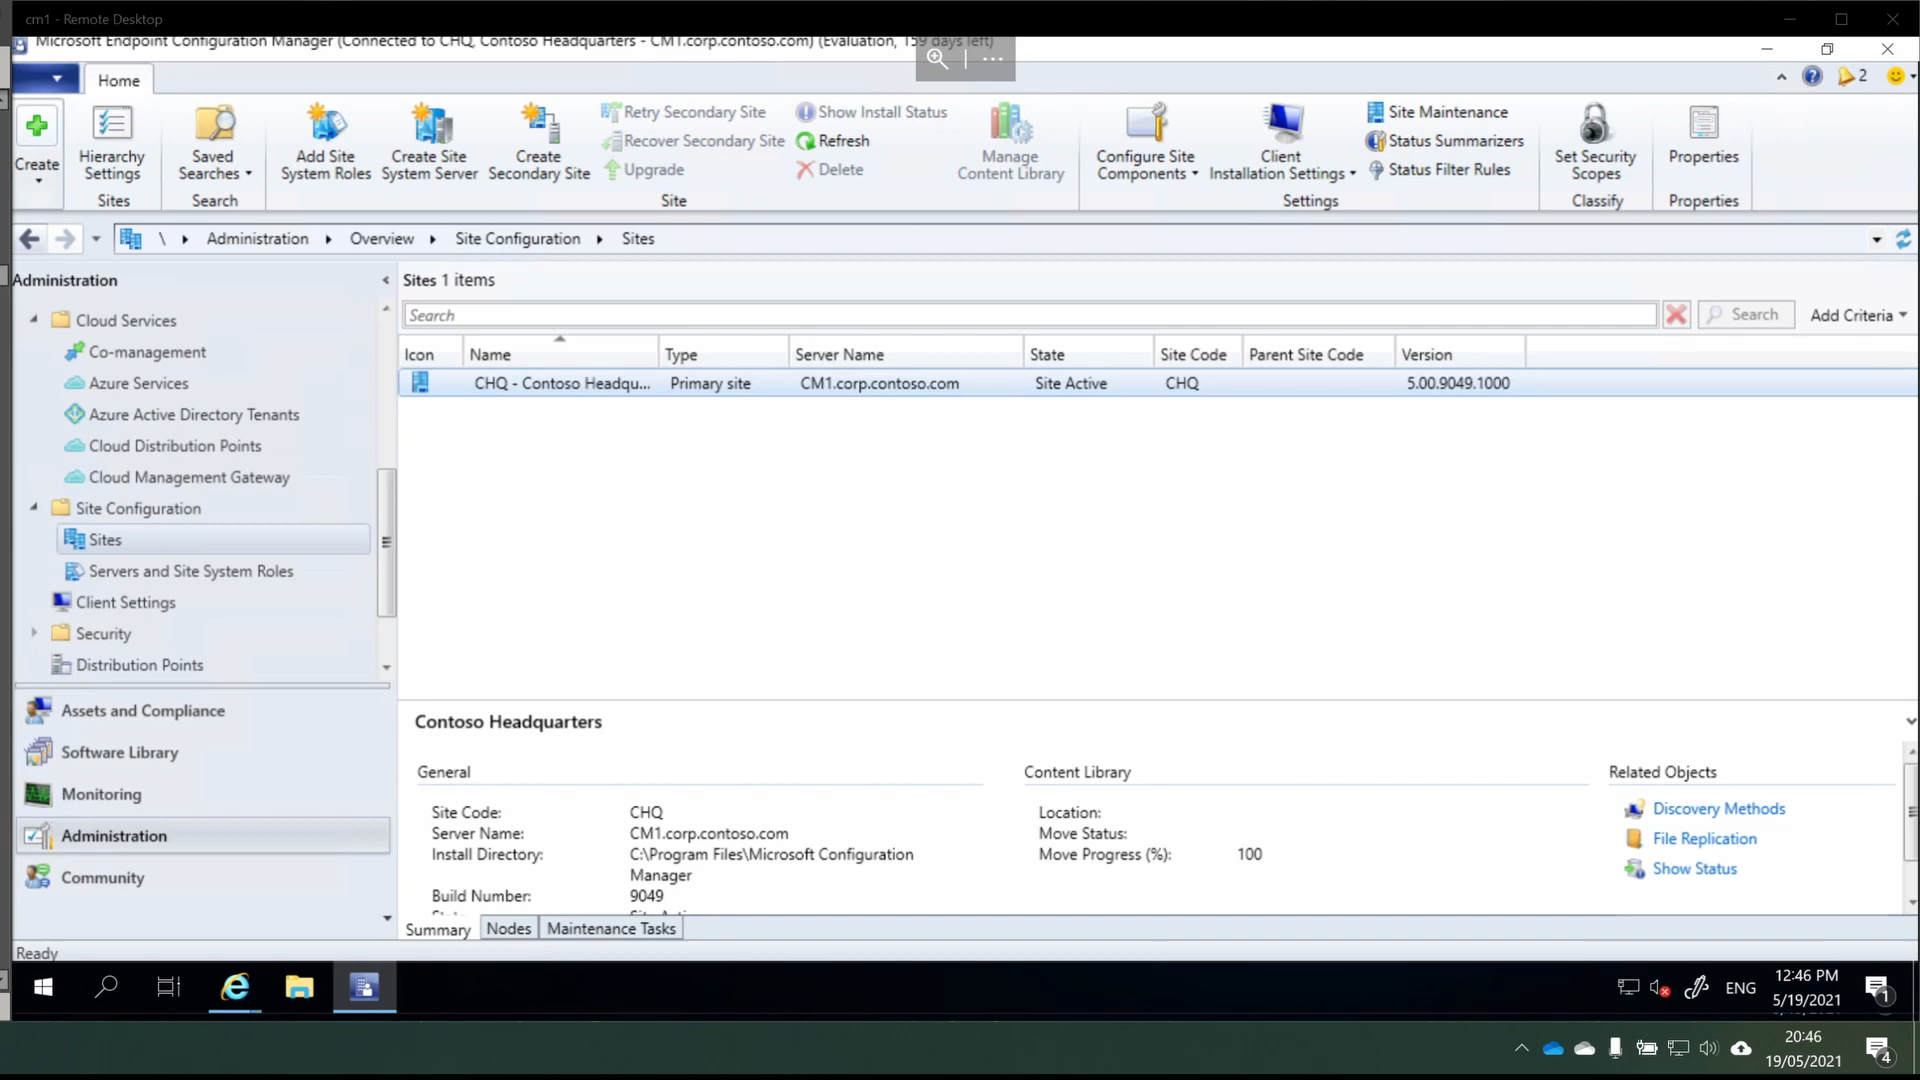 cm1 - Remote Desktop
Microsoft Endpoint Configuration Manager (Connected to CHQ, Contoso Headquarters - CM1.corp.contoso.com) (Evaluation, 159 days left)
Home
2
Create
Hierarchy Settings
Sites
Saved Searches
Search
Add Site System Roles
Create Site System Server
Create Secondary Site
Retry Secondary Site
Recover Secondary Site
Upgrade
Show Install Status
Refresh
Delete
Manage Content Library
Site
Configure Site Components
Client Installation Settings
Site Maintenance
Status Summarizers
Status Filter Rules
Settings
Set Security Scopes
Classify
Properties
Properties
\ Administration Overview Site Configuration Sites
Administration
Cloud Services
Co-management
Azure Services
Azure Active Directory Tenants
Cloud Distribution Points
Cloud Management Gateway
Site Configuration
Sites
Servers and Site System Roles
Client Settings
Security
Distribution Points
Assets and Compliance
Software Library
Monitoring
Administration
Community
Sites 1 items
Search
Search
Add Criteria
Icon Name Type Server Name State Site Code Parent Site Code Version
CHQ - Contoso Headqu... Primary site CM1.corp.contoso.com Site Active CHQ 5.00.9049.1000
Contoso Headquarters
General
Site Code: CHQ
Server Name: CM1.corp.contoso.com
Install Directory: C:\Program Files\Microsoft Configuration
Manager
Build Number: 9049
Content Library
Location:
Move Status:
Move Progress (%): 100
Related Objects
Discovery Methods
File Replication
Show Status
Summary Nodes Maintenance Tasks
Ready
ENG
12:46 PM
5/19/2021
1
20:46
19/05/2021
4